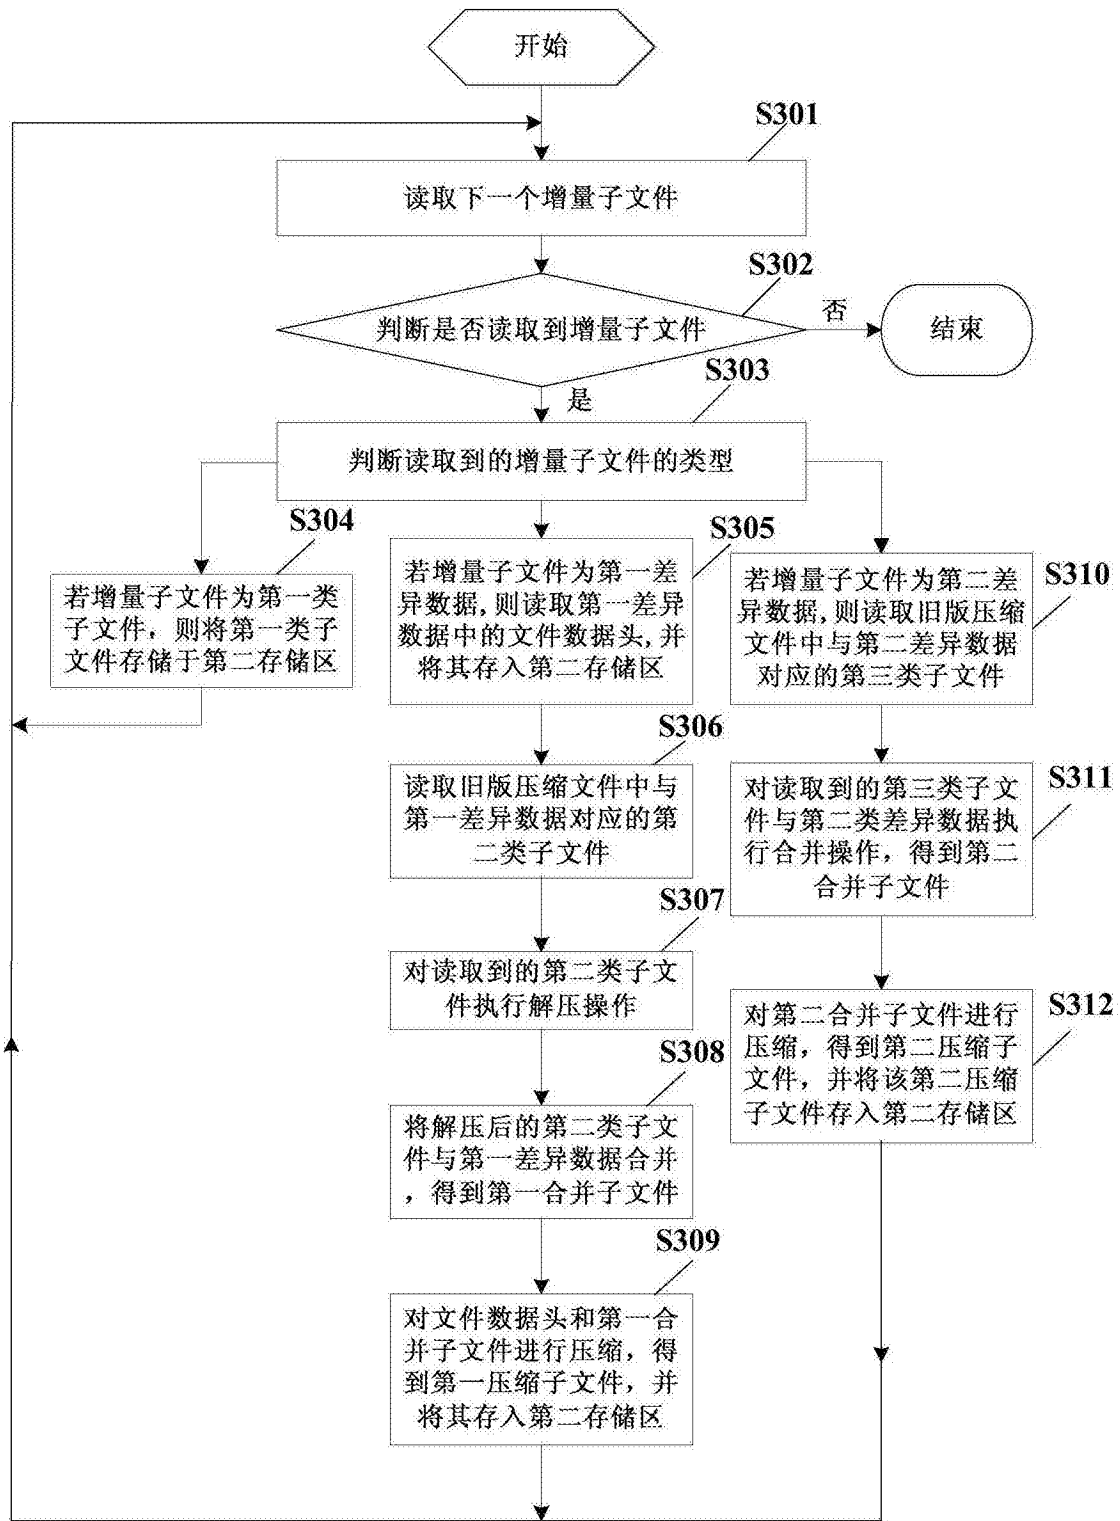 开始
S301
读取下一个增量子文件
S302
判断是否读取到增量子文件
否
结束
是
S303
判断读取到的增量子文件的类型
S304
若增量子文件为第一类
子文件，则将第一类子
文件存储于第二存储区
S305
若增量子文件为第一差
异数据,则读取第一差异
数据中的文件数据头,并
将其存入第二存储区
S306
读取旧版压缩文件中与
第一差异数据对应的第
二类子文件
S307
对读取到的第二类子文
件执行解压操作
S308
将解压后的第二类子文
件与第一差异数据合并
，得到第一合并子文件
S309
对文件数据头和第一合
并子文件进行压缩，得
到第一压缩子文件，并
将其存入第二存储区
S310
若增量子文件为第二差
异数据,则读取旧版压缩
文件中与第二差异数据
对应的第三类子文件
S311
对读取到的第三类子文
件与第二类差异数据执
行合并操作，得到第二
合并子文件
S312
对第二合并子文件进行
压缩，得到第二压缩子
文件，并将该第二压缩
子文件存入第二存储区